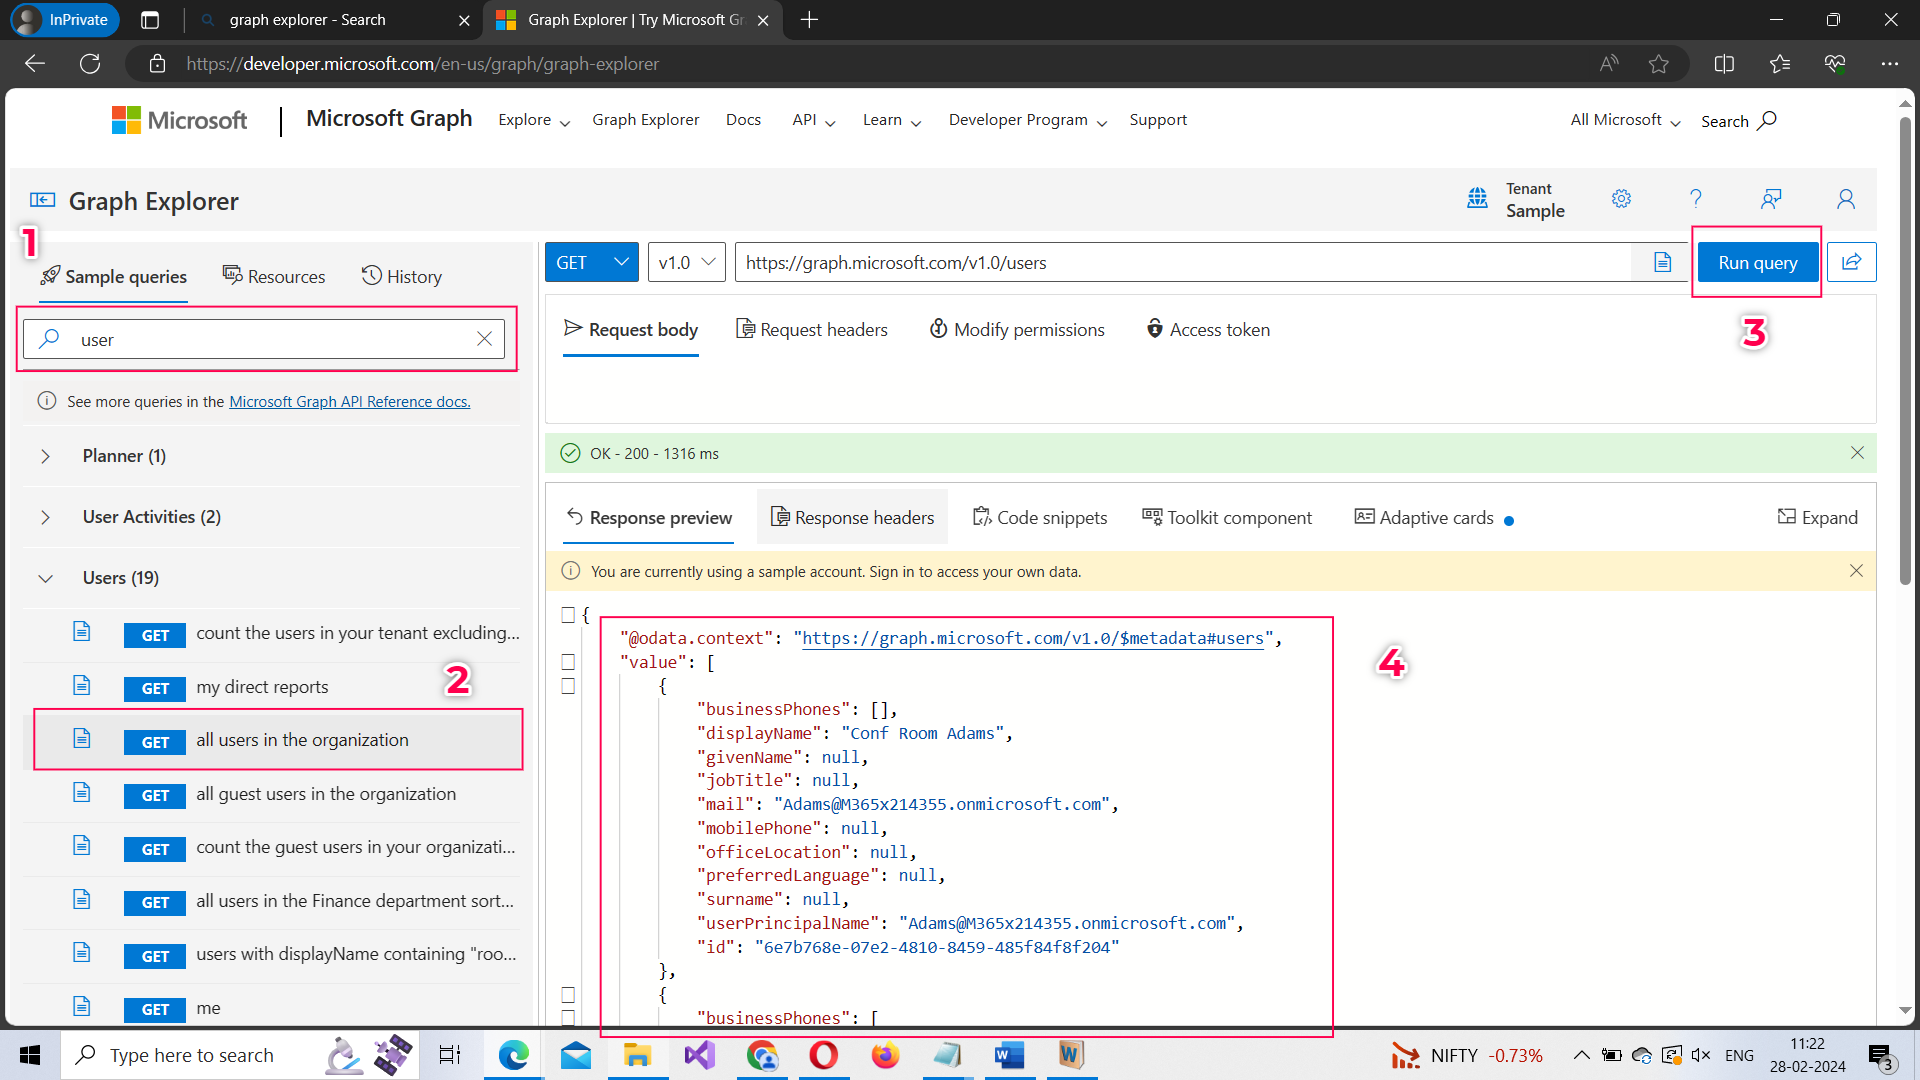 InPrivate
graph explorer - Search
Graph Explorer | Try Microsoft Gr
https://developer.microsoft.com/en-us/graph/graph-explorer
Microsoft
Microsoft Graph
Explore
Graph Explorer
Docs
API
Learn
Developer Program
Support
All Microsoft
Search
Graph Explorer
Tenant
Sample
1
Sample queries
Resources
History
user
See more queries in the Microsoft Graph API Reference docs.
Planner (1)
User Activities (2)
Users (19)
GET count the users in your tenant excluding...
GET my direct reports
2
GET all users in the organization
GET all guest users in the organization
GET count the guest users in your organizati...
GET all users in the Finance department sort...
GET users with displayName containing "roo...
GET me
GET
v1.0
https://graph.microsoft.com/v1.0/users
Run query
3
Request body
Request headers
Modify permissions
Access token
OK - 200 - 1316 ms
Response preview
Response headers
Code snippets
Toolkit component
Adaptive cards
Expand
You are currently using a sample account. Sign in to access your own data.
{
"@odata.context": "https://graph.microsoft.com/v1.0/$metadata#users",
"value": [
{
"businessPhones": [],
"displayName": "Conf Room Adams",
"givenName": null,
"jobTitle": null,
"mail": "Adams@M365x214355.onmicrosoft.com",
"mobilePhone": null,
"officeLocation": null,
"preferredLanguage": null,
"surname": null,
"userPrincipalName": "Adams@M365x214355.onmicrosoft.com",
"id": "6e7b768e-07e2-4810-8459-485f84f8f204"
},
{
"businessPhones": [
4
Type here to search
NIFTY -0.73%
ENG
11:22
28-02-2024
3